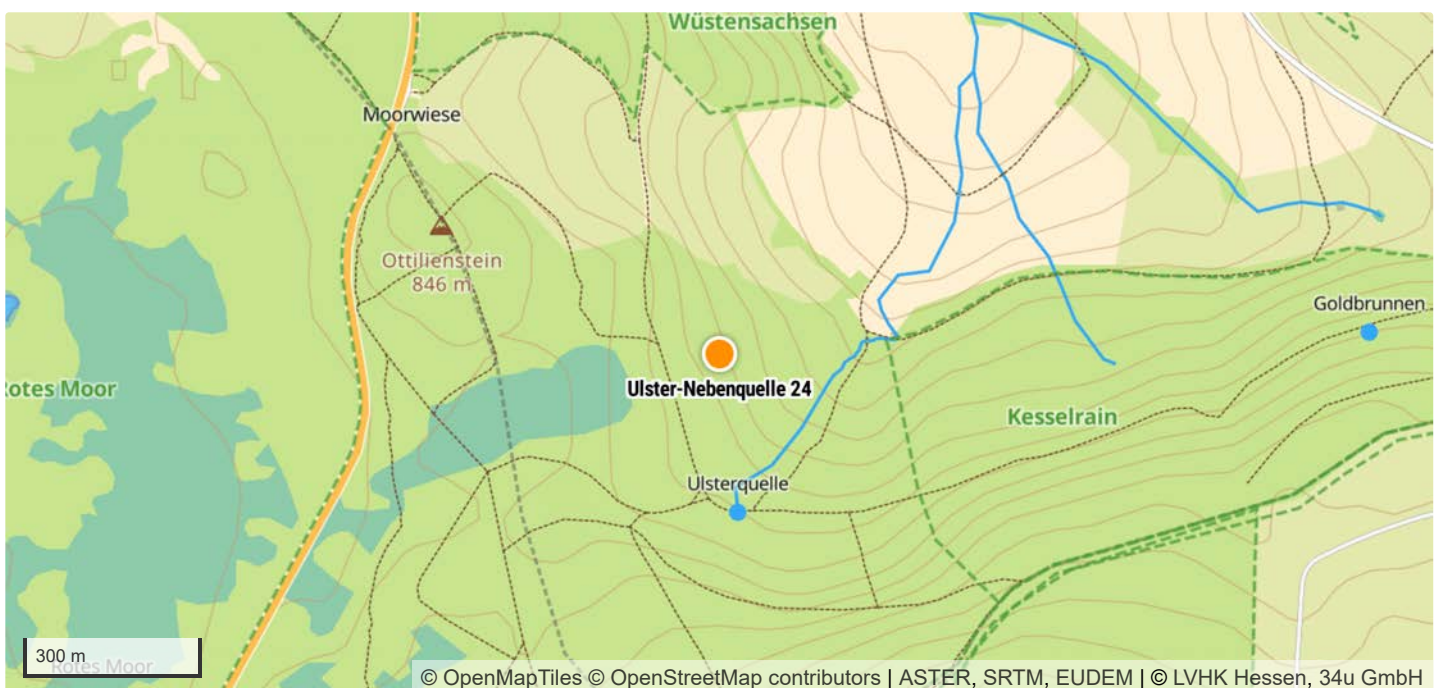 Wüstensachsen
Moorwiese
Ottilienstein
846 m
Goldbrunnen
Rotes Moor
Ulster-Nebenquelle 24
Kesselrain
Ulsterquelle
300 m
Rotes Moor
© OpenMapTiles © OpenStreetMap contributors | ASTER, SRTM, EUDEM | © LVHK Hessen, 34u GmbH